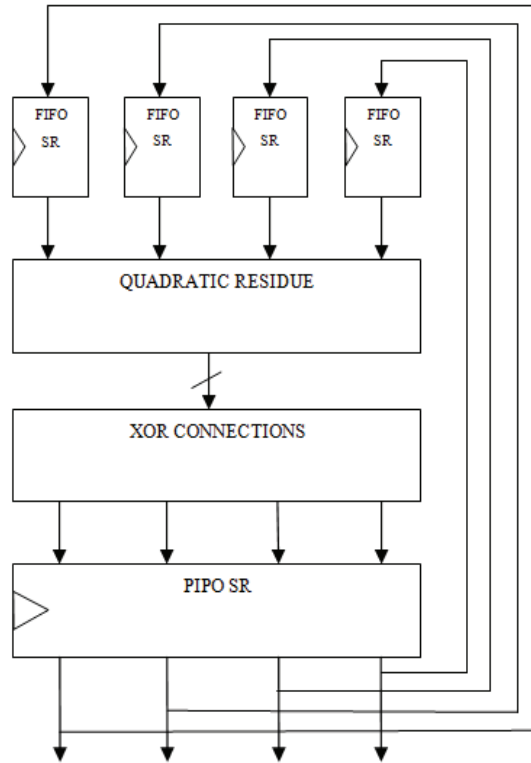 FIFO
SR
FIFO
SR
FIFO
SR
FIFO
SR
QUADRATIC RESIDUE
XOR CONNECTIONS
PIPO SR